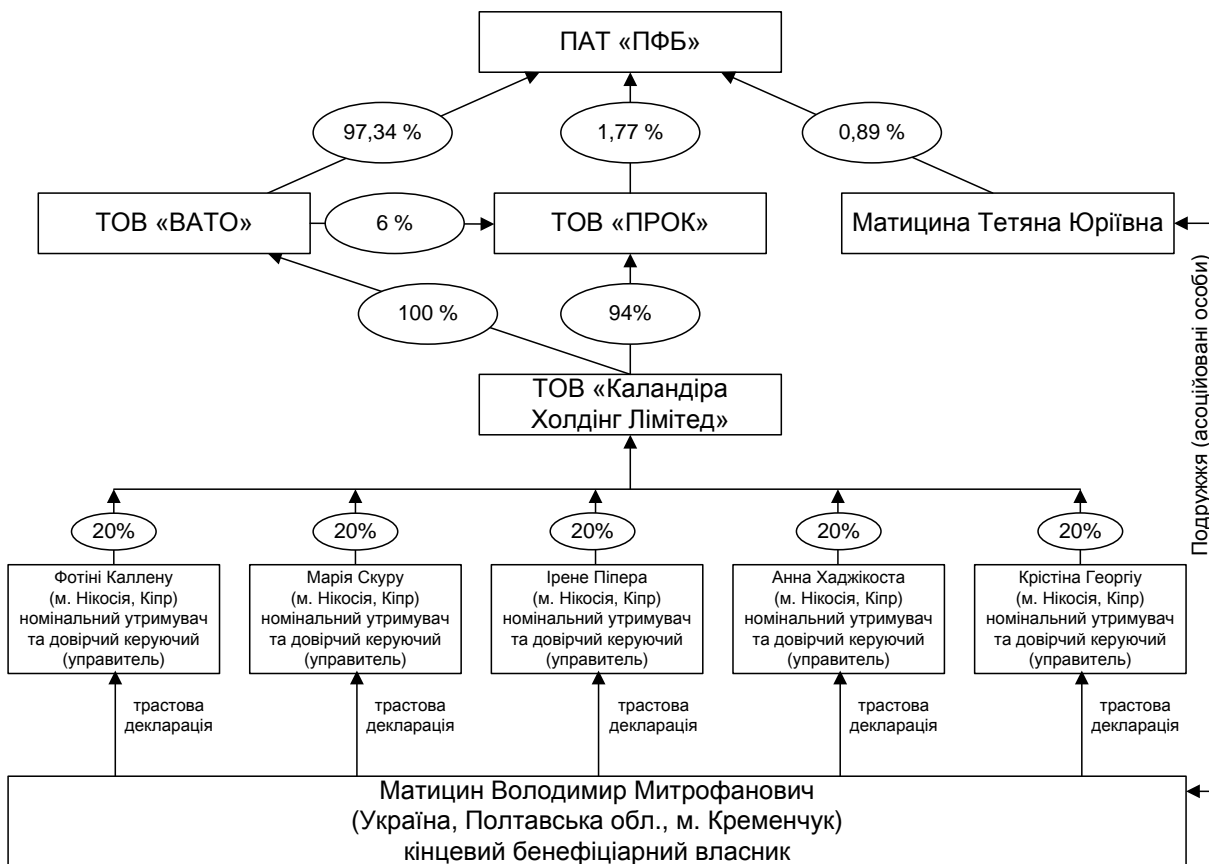 ПАТ «ПФБ»
97,34 %
1,77 %
0,89 %
ТОВ «ВАТО»
6 %
ТОВ «ПРОК»
Матицина Тетяна Юріївна
100 %
94%
ТОВ «Каландіра
Холдінг Лімітед»
Подружжя (асоційовані особи)
20%
20%
20%
20%
20%
Фотіні Каллену
(м. Нікосія, Кіпр)
номінальний утримувач
та довірчий керуючий
(управитель)
Марія Скуру
(м. Нікосія, Кіпр)
номінальний утримувач
та довірчий керуючий
(управитель)
Ірене Піпера
(м. Нікосія, Кіпр)
номінальний утримувач
та довірчий керуючий
(управитель)
Анна Хаджікоста
(м. Нікосія, Кіпр)
номінальний утримувач
та довірчий керуючий
(управитель)
Крістіна Георгіу
(м. Нікосія, Кіпр)
номінальний утримувач
та довірчий керуючий
(управитель)
трастова
декларація
трастова
декларація
трастова
декларація
трастова
декларація
трастова
декларація
Матицин Володимир Митрофанович
(Україна, Полтавська обл., м. Кременчук)
кінцевий бенефіціарний власник